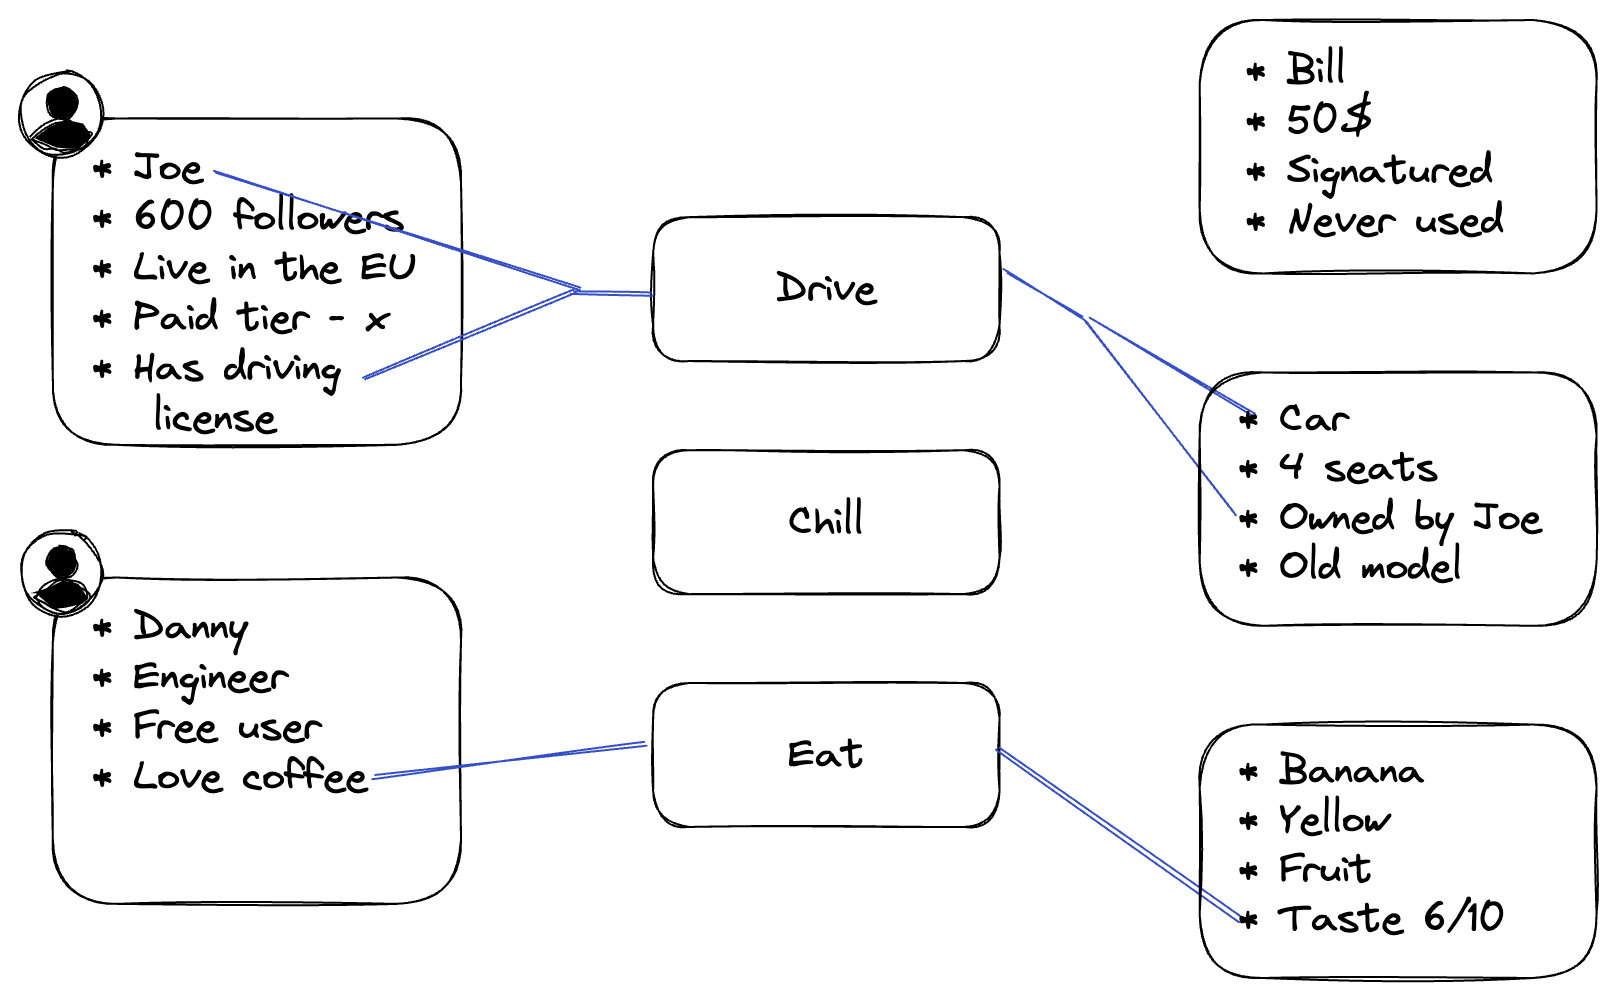 * Joe
* 600 followers
* Live in the EU
* Paid tier - x
* Has driving
license
* Danny
* Engineer
* Free user
* Love coffee
Drive
Chill
Eat
* Bill
* 50$
* Signatured
* Never used
* Car
* 4 seats
* Owned by Joe
* Old model
* Banana
* Yellow
* Fruit
* Taste 6/10